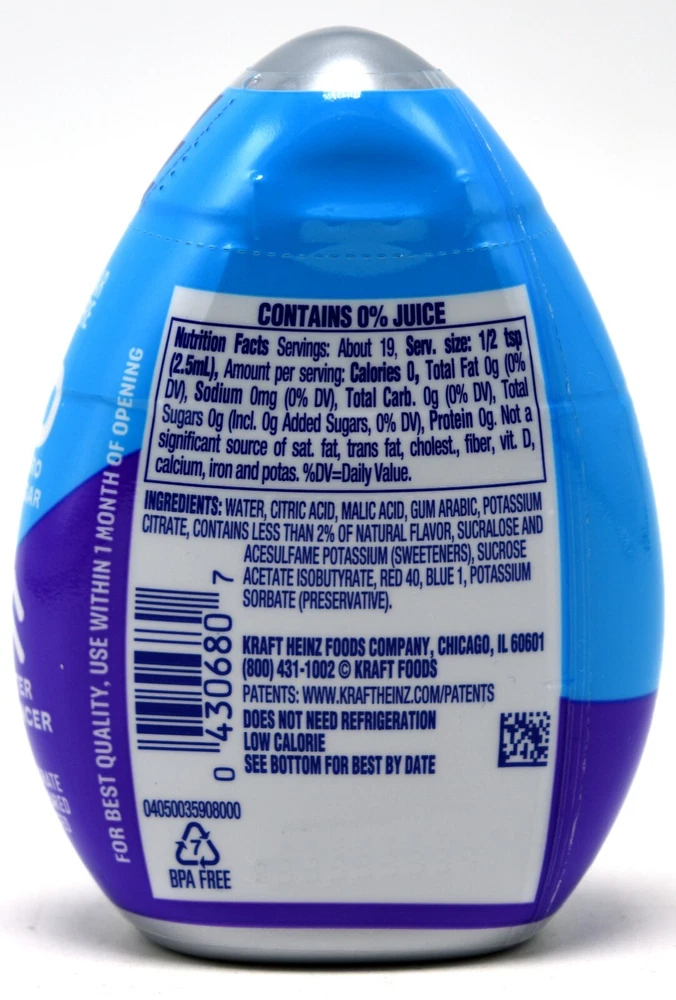 CONTAINS 0% JUICE
Nutrition Facts Servings: About 19, Serv. size: 1/2 tsp
(2.5mL), Amount per serving: Calories 0, Total Fat 0g (0%
DV), Sodium 0mg (0% DV), Total Carb. 0g (0% DV), Total
Sugars 0g (Incl. 0g Added Sugars, 0% DV), Protein 0g. Not a
significant source of sat. fat, trans fat, cholest., fiber, vit. D,
calcium, iron and potas. %DV=Daily Value.
INGREDIENTS: WATER, CITRIC ACID, MALIC ACID, GUM ARABIC, POTASSIUM
CITRATE, CONTAINS LESS THAN 2% OF NATURAL FLAVOR, SUCRALOSE AND
ACESULFAME POTASSIUM (SWEETENERS), SUCROSE
ACETATE ISOBUTYRATE, RED 40, BLUE 1, POTASSIUM
SORBATE (PRESERVATIVE).
KRAFT HEINZ FOODS COMPANY, CHICAGO, IL 60601
(800) 431-1002 © KRAFT FOODS
PATENTS: WWW.KRAFTHEINZ.COM/PATENTS
DOES NOT NEED REFRIGERATION
LOW CALORIE
SEE BOTTOM FOR BEST BY DATE
0 430680 7
04050035908000
7
BPA FREE
FOR BEST QUALITY, USE WITHIN 1 MONTH OF OPENING